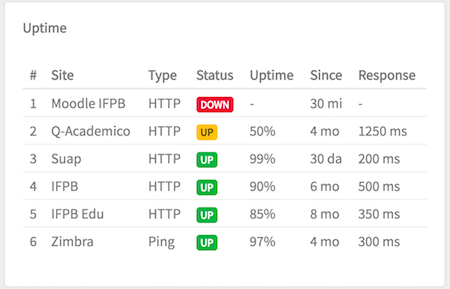 Uptime
# Site Type Status Uptime Since Response
1 Moodle IFPB HTTP DOWN - 30 mi -
2 Q-Academico HTTP UP 50% 4 mo 1250 ms
3 Suap HTTP UP 99% 30 da 200 ms
4 IFPB HTTP UP 90% 6 mo 500 ms
5 IFPB Edu HTTP UP 85% 8 mo 350 ms
6 Zimbra Ping UP 97% 4 mo 300 ms